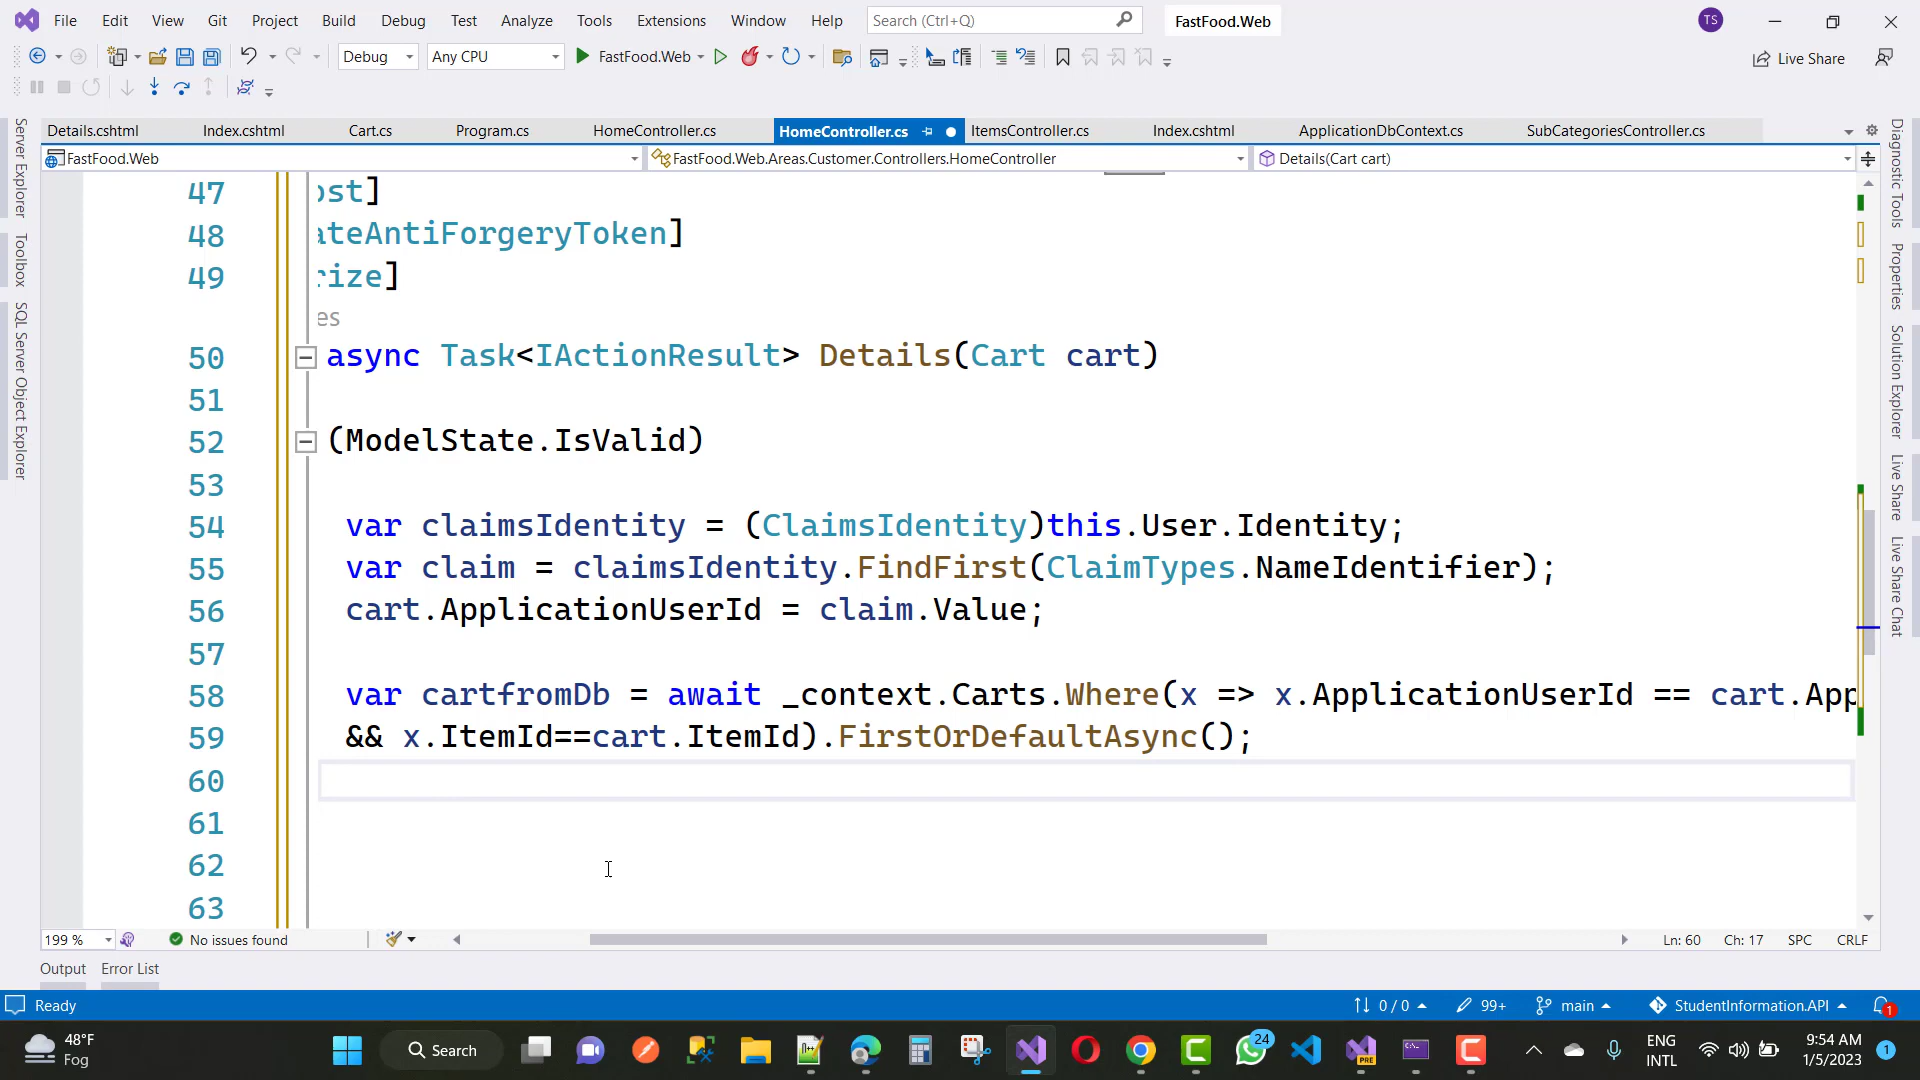 File Edit View Git Project Build Debug Test Analyze Tools Extensions Window Help Search (Ctrl+Q) FastFood.Web TS
Debug Any CPU FastFood.Web Live Share
Details.cshtml Index.cshtml Cart.cs Program.cs HomeController.cs HomeController.cs ItemsController.cs Index.cshtml ApplicationDbContext.cs SubCategoriesController.cs
FastFood.Web FastFood.Web.Areas.Customer.Controllers.HomeController Details(Cart cart)
Server Explorer
Toolbox
SQL Server Object Explorer
47 ost]
48 ateAntiForgeryToken]
49 rize]
es
50 async Task<IActionResult> Details(Cart cart)
51
52 (ModelState.IsValid)
53
54 var claimsIdentity = (ClaimsIdentity)this.User.Identity;
55 var claim = claimsIdentity.FindFirst(ClaimTypes.NameIdentifier);
56 cart.ApplicationUserId = claim.Value;
57
58 var cartfromDb = await _context.Carts.Where(x => x.ApplicationUserId == cart.App
59 && x.ItemId==cart.ItemId).FirstOrDefaultAsync();
60
61
62
63
Diagnostic Tools
Properties
Solution Explorer
Live Share
Live Share Chat
199 % No issues found Ln: 60 Ch: 17 SPC CRLF
Output Error List
Ready 0 / 0 99+ main StudentInformation.API 1
48°F
Fog
Search
24
PRE
ENG
INTL
9:54 AM
1/5/2023
1